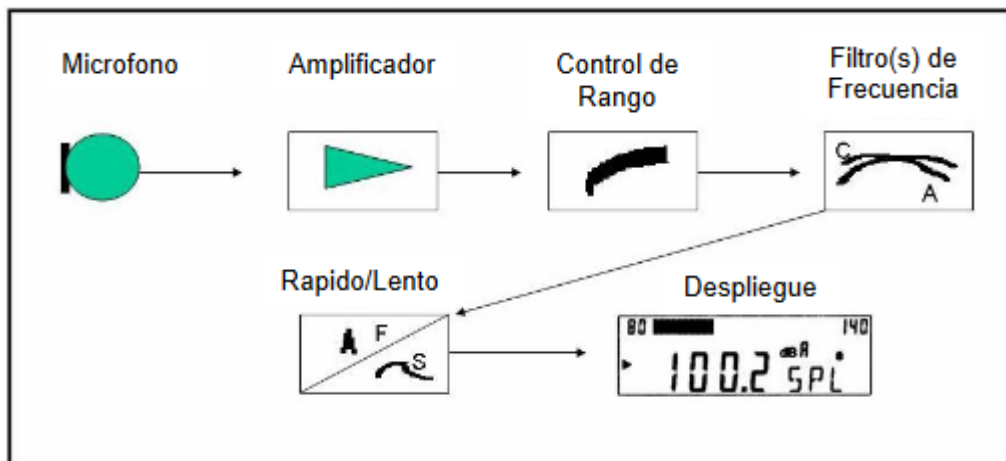 Microfono
Amplificador
Control de
Rango
Filtro(s) de
Frecuencia
C
A
Rapido/Lento
A F
S
Despliegue
80 140
100.2 dBA SPL